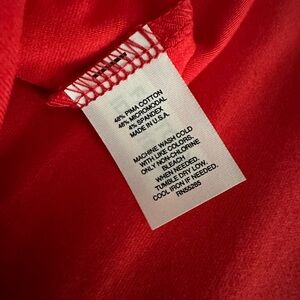 48% PIMA COTTON
48% MICROMODAL
4% SPANDEX
MADE IN U.S.A.
MACHINE WASH COLD
WITH LIKE COLORS.
ONLY NON-CHLORINE
BLEACH
WHEN NEEDED.
TUMBLE DRY LOW.
COOL IRON IF NEEDED.
RN55285